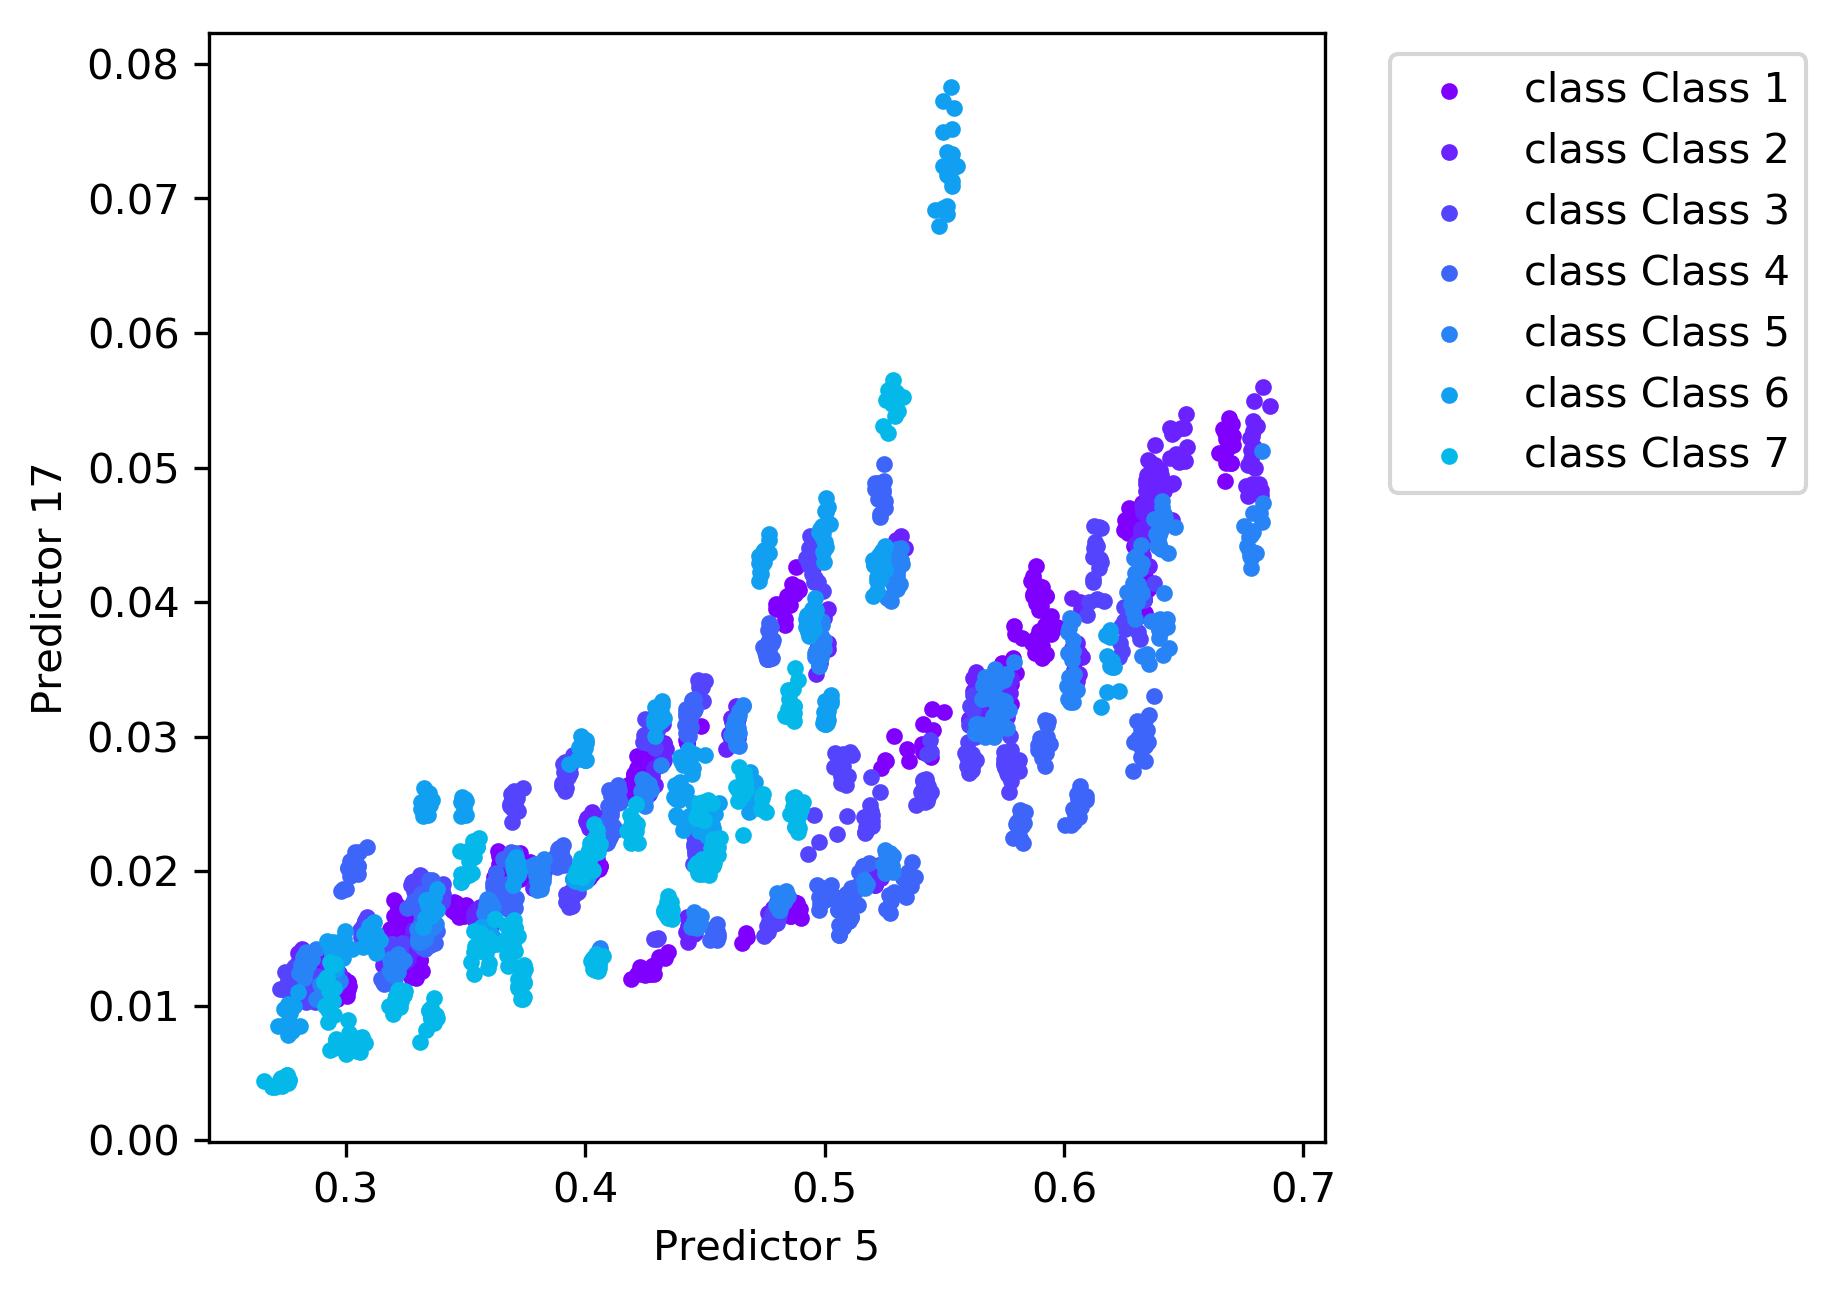 0.08
0.07
0.06
0.05
0.04
0.03
0.02
0.01
0.00
Predictor 17
0.3 0.4 0.5 0.6 0.7
Predictor 5
class Class 1
class Class 2
class Class 3
class Class 4
class Class 5
class Class 6
class Class 7